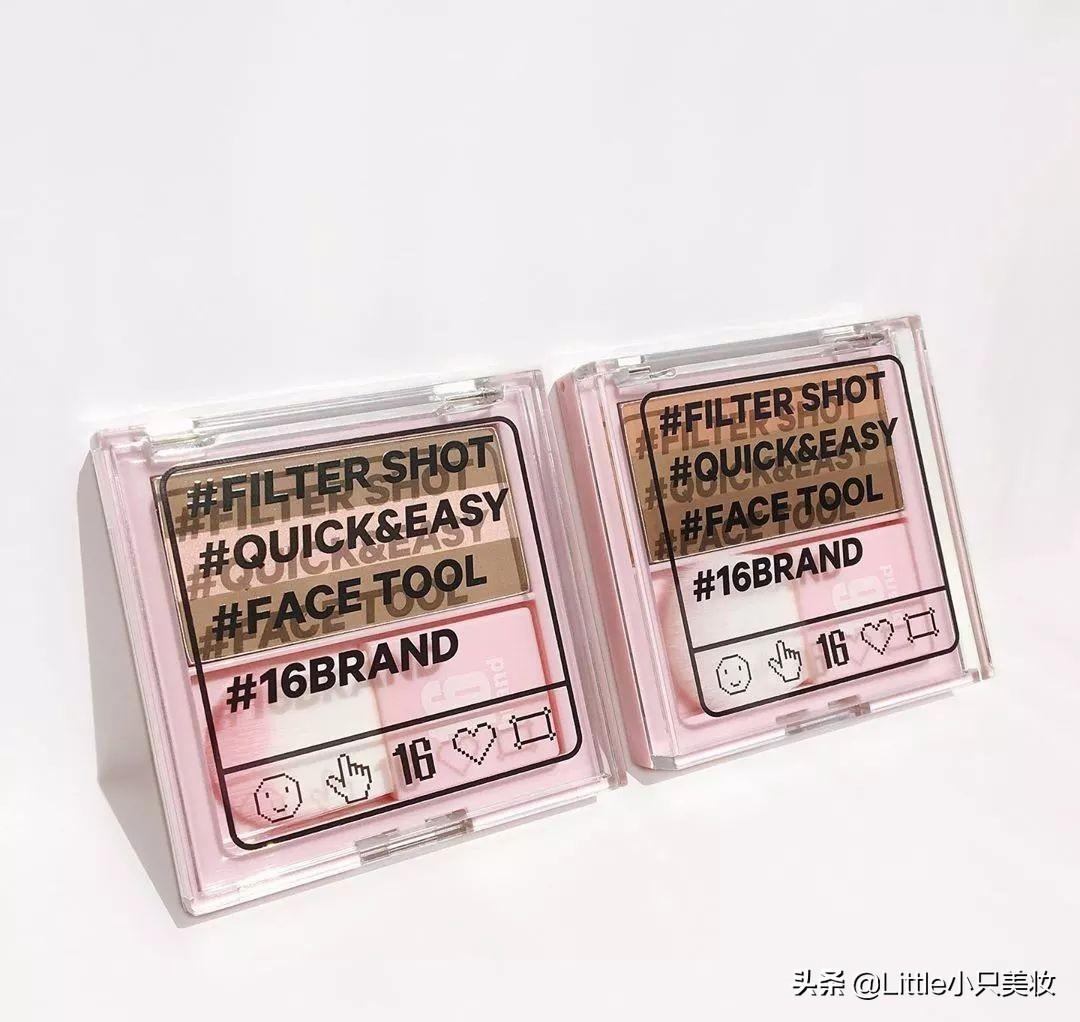 #FILTER SHOT
#QUICK&EASY
#FACE TOOL
#16BRAND
16
#FILTER SHOT
#QUICK&EASY
#FACE TOOL
#16BRAND
16
头条 @Little小只美妆